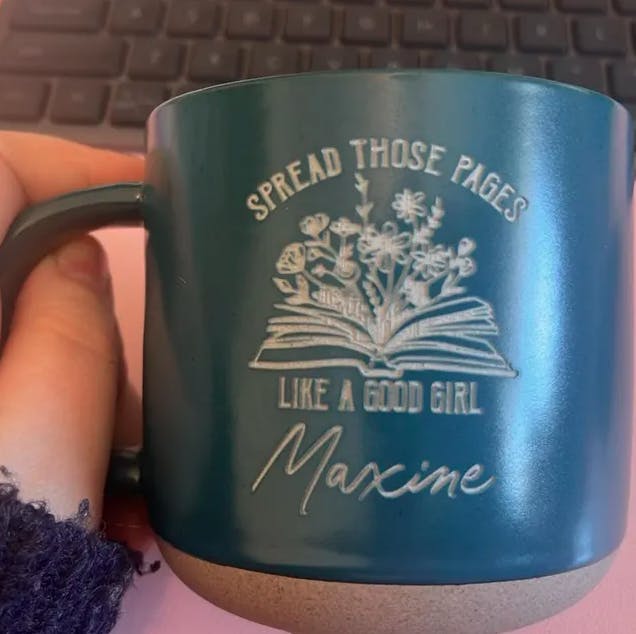 SPREAD THOSE PAGES
LIKE A GOOD GIRL
Maxine